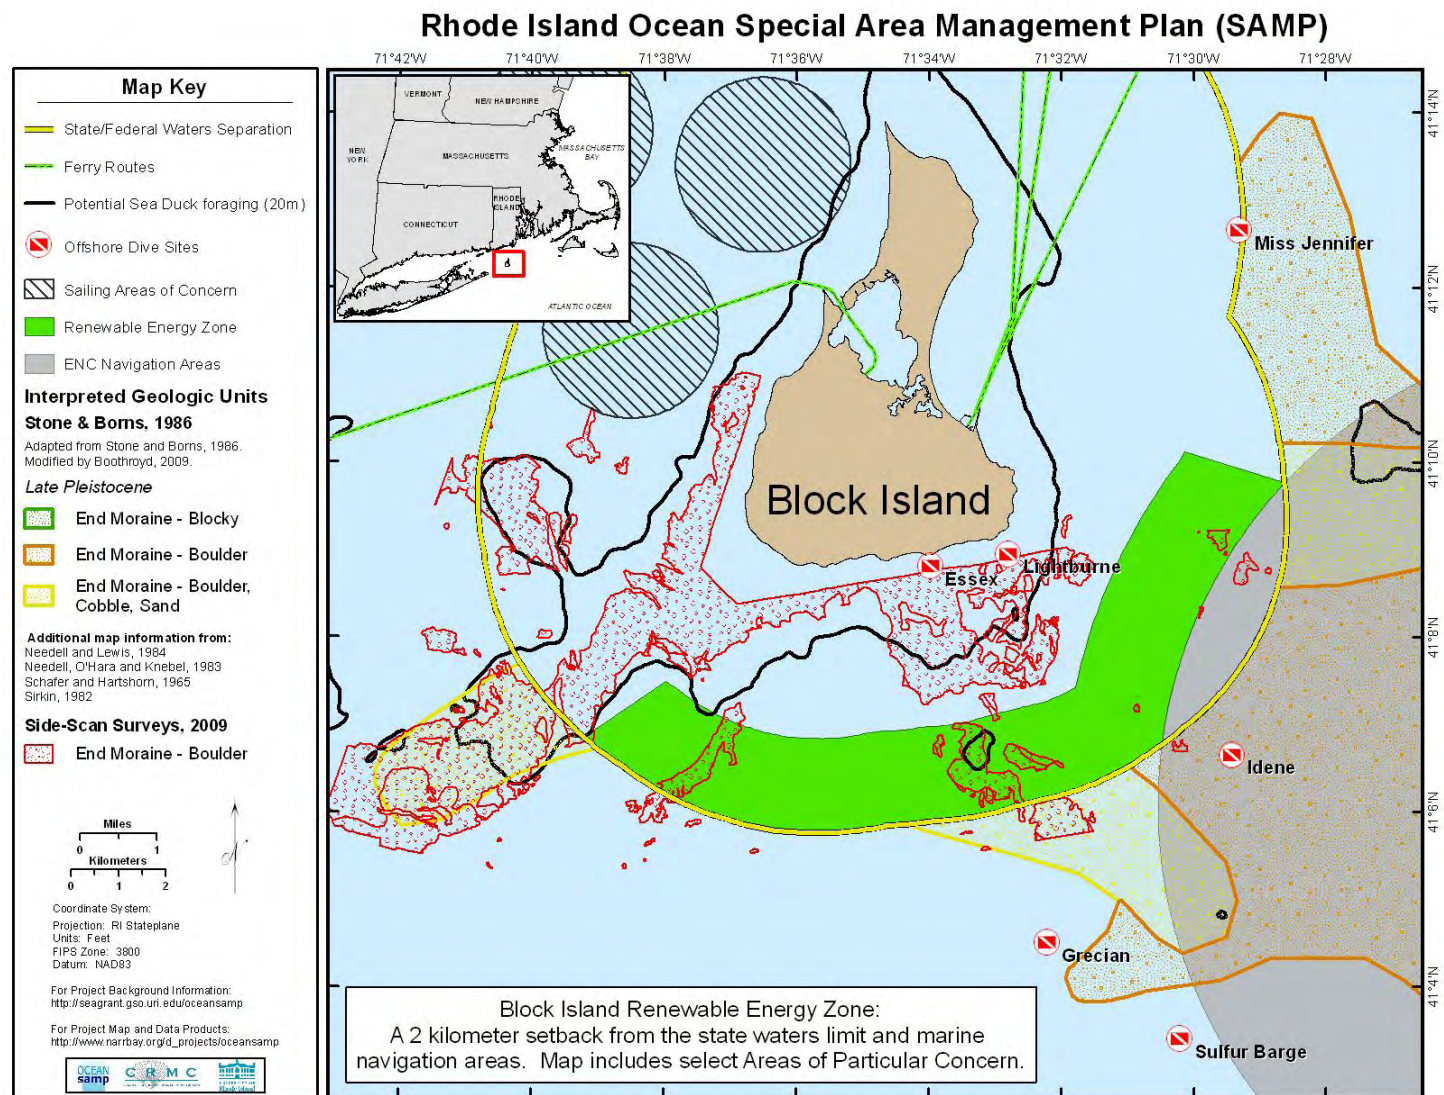 Rhode Island Ocean Special Area Management Plan (SAMP)
71°42'W
71°40'W
71°38'W
71°36'W
71°34'W
71°32'W
71°30'W
71°28'W
Map Key
State/Federal Waters Separation
Ferry Routes
Potential Sea Duck foraging (20m)
Offshore Dive Sites
Sailing Areas of Concern
Renewable Energy Zone
ENC Navigation Areas
Interpreted Geologic Units
Stone & Borns, 1986
Adapted from Stone and Borns, 1986.
Modified by Boothroyd, 2009.
Late Pleistocene
End Moraine - Blocky
End Moraine - Boulder
End Moraine - Boulder,
Cobble, Sand
Additional map information from:
Needell and Lewis, 1984
Needell, O'Hara and Knebel, 1983
Schafer and Hartshorn, 1965
Sirkin, 1982
Side-Scan Surveys, 2009
End Moraine - Boulder
Miles
0 1
Kilometers
0 1 2
Coordinate System:
Projection: RI Stateplane
Units: Feet
FIPS Zone: 3800
Datum: NAD83
For Project Background Information:
http://seagrant.gso.uri.edu/oceansamp
For Project Map and Data Products:
http://www.narrbay.org/d_projects/oceansamp
OCEAN
samp
C R M C
VERMONT
NEW HAMPSHIRE
NEW
YORK
MASSACHUSETTS
MASSACHUSETTS
BAY
RHODE
ISLAND
CONNECTICUT
ATLANTIC OCEAN
Miss Jennifer
Block Island
Essex
Lightburne
Idene
Grecian
Sulfur Barge
41°14'N
41°12'N
41°10'N
41°8'N
41°6'N
41°4'N
Block Island Renewable Energy Zone:
A 2 kilometer setback from the state waters limit and marine
navigation areas. Map includes select Areas of Particular Concern.